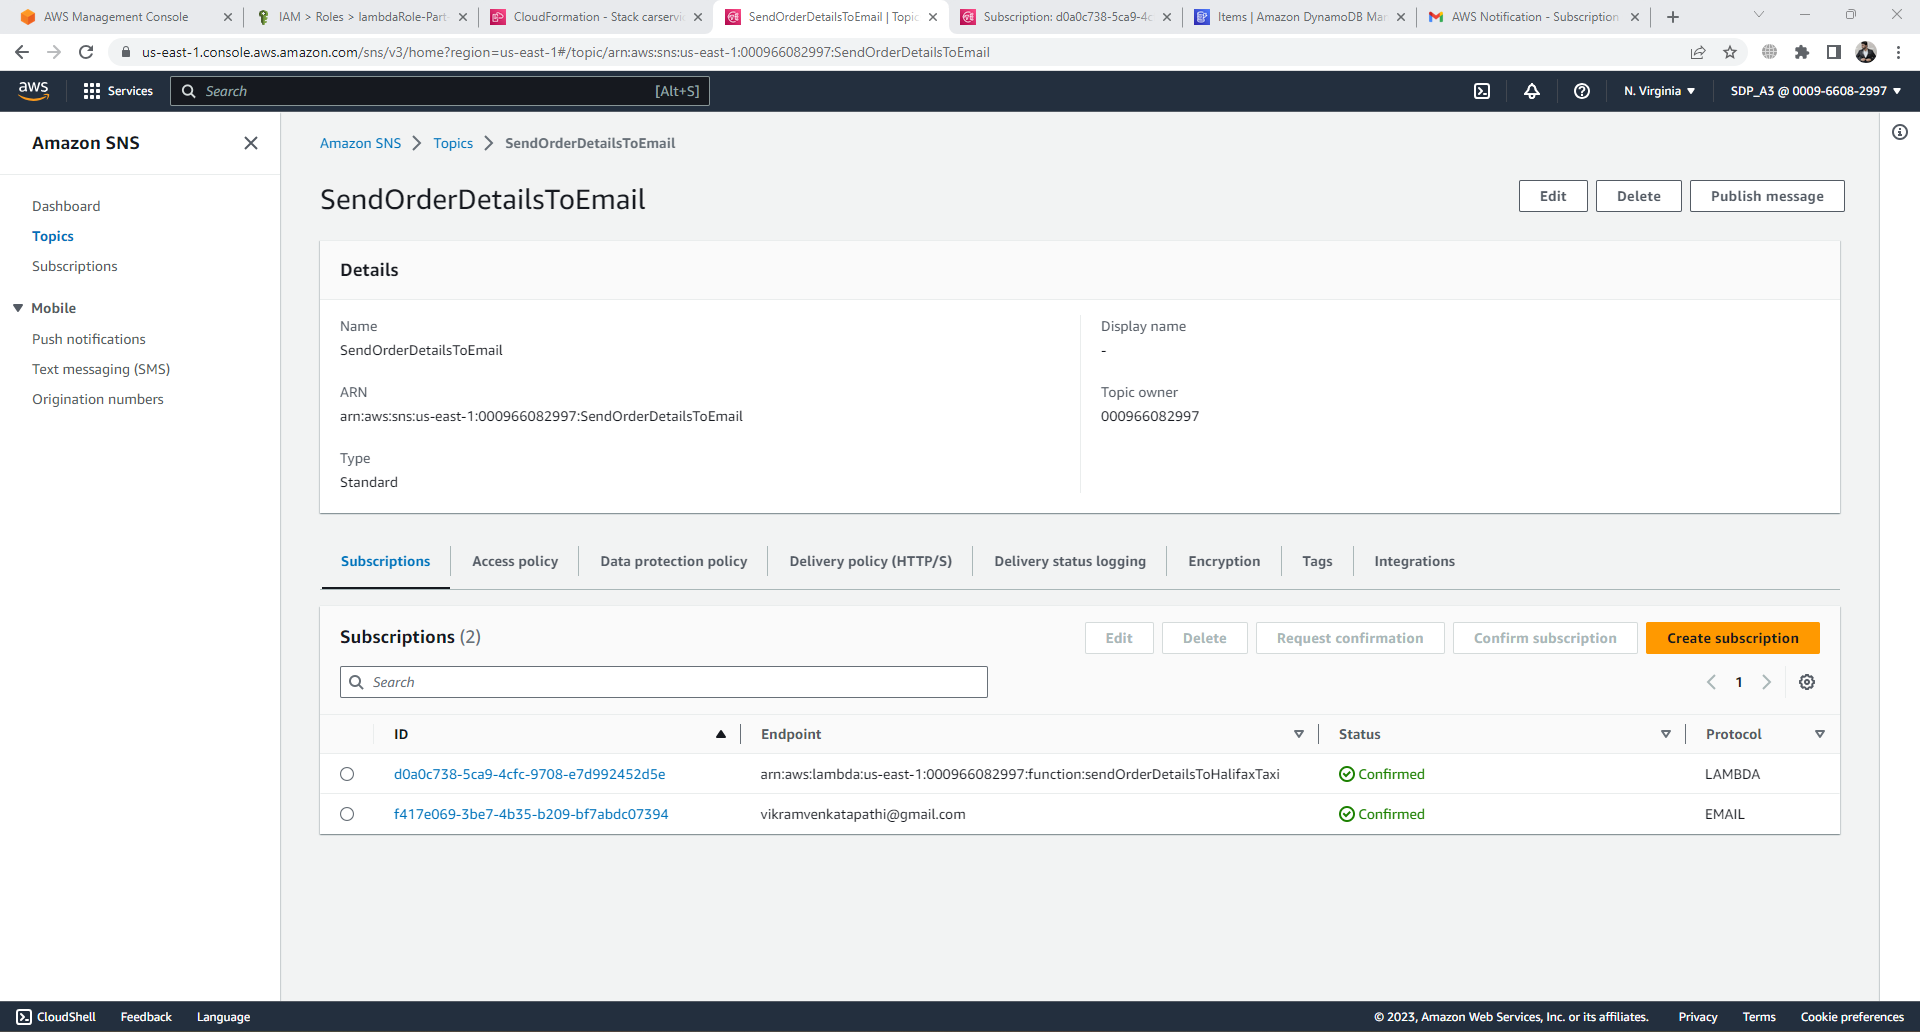 AWS Management Console
IAM > Roles > lambdaRole-Part
CloudFormation - Stack carservic
SendOrderDetailsToEmail | Topic
Subscription: d0a0c738-5ca9-4c
Items | Amazon DynamoDB Man
AWS Notification - Subscription
us-east-1.console.aws.amazon.com/sns/v3/home?region=us-east-1#/topic/arn:aws:sns:us-east-1:000966082997:SendOrderDetailsToEmail
aws
Services
Search
[Alt+S]
N. Virginia
SDP_A3 @ 0009-6608-2997
Amazon SNS
Dashboard
Topics
Subscriptions
Mobile
Push notifications
Text messaging (SMS)
Origination numbers
Amazon SNS > Topics > SendOrderDetailsToEmail
SendOrderDetailsToEmail
Edit
Delete
Publish message
Details
Name
SendOrderDetailsToEmail
ARN
arn:aws:sns:us-east-1:000966082997:SendOrderDetailsToEmail
Type
Standard
Display name
-
Topic owner
000966082997
Subscriptions
Access policy
Data protection policy
Delivery policy (HTTP/S)
Delivery status logging
Encryption
Tags
Integrations
Subscriptions (2)
Edit
Delete
Request confirmation
Confirm subscription
Create subscription
Search
1
ID
Endpoint
Status
Protocol
d0a0c738-5ca9-4cfc-9708-e7d992452d5e
arn:aws:lambda:us-east-1:000966082997:function:sendOrderDetailsToHalifaxTaxi
Confirmed
LAMBDA
f417e069-3be7-4b35-b209-bf7abdc07394
vikramvenkatapathi@gmail.com
Confirmed
EMAIL
CloudShell
Feedback
Language
© 2023, Amazon Web Services, Inc. or its affiliates.
Privacy
Terms
Cookie preferences